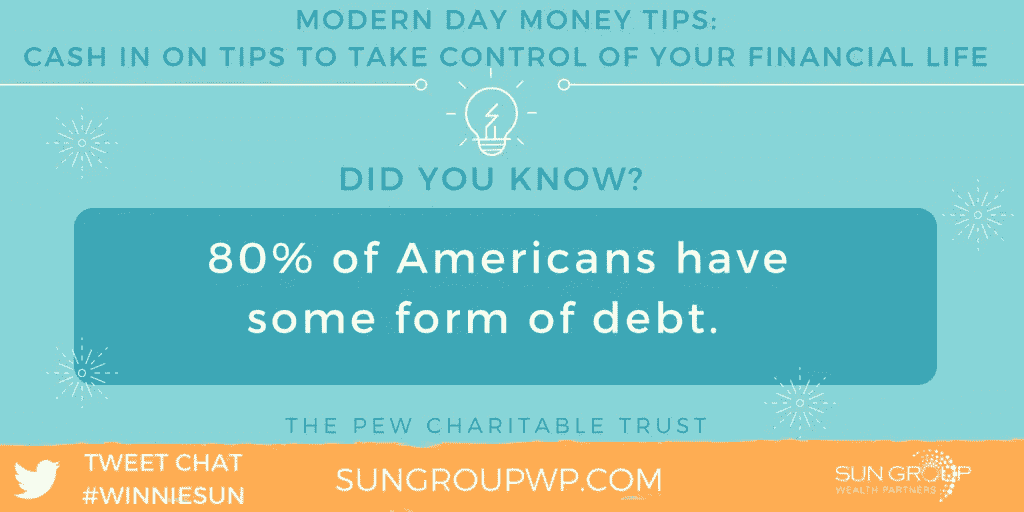 MODERN DAY MONEY TIPS:
CASH IN ON TIPS TO TAKE CONTROL OF YOUR FINANCIAL LIFE
DID YOU KNOW?
80% of Americans have
some form of debt.
THE PEW CHARITABLE TRUST
TWEET CHAT
#WINNIESUN
SUNGROUPWP.COM
SUN GROUP
WEALTH PARTNERS